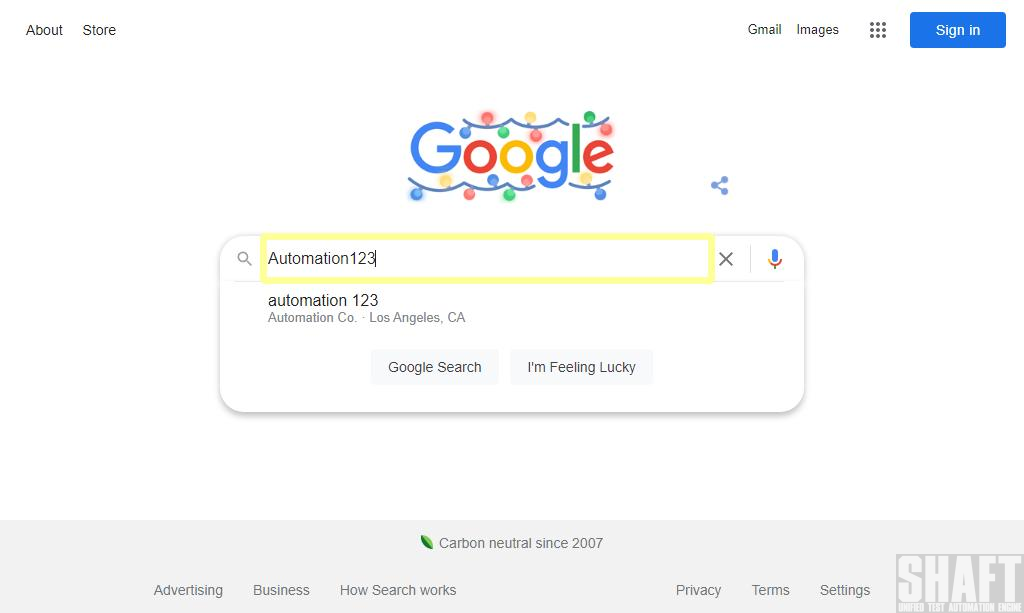 About Store Gmail Images Sign in
Google
Automation123
automation 123
Automation Co. · Los Angeles, CA
Google Search I'm Feeling Lucky
Carbon neutral since 2007
Advertising Business How Search works Privacy Terms Settings
SHAFT
UNIFIED TEST AUTOMATION ENGINE